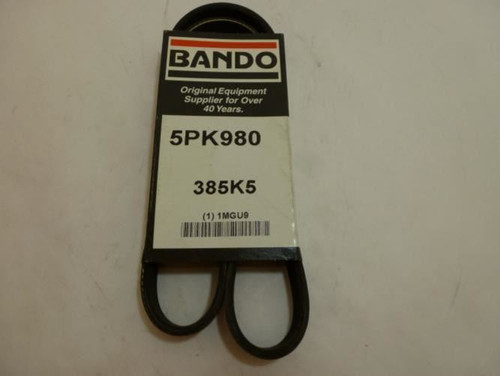 BANDO
Original Equipment
Supplier for Over
40 Years.
5PK980
385K5
(1) 1MGU9